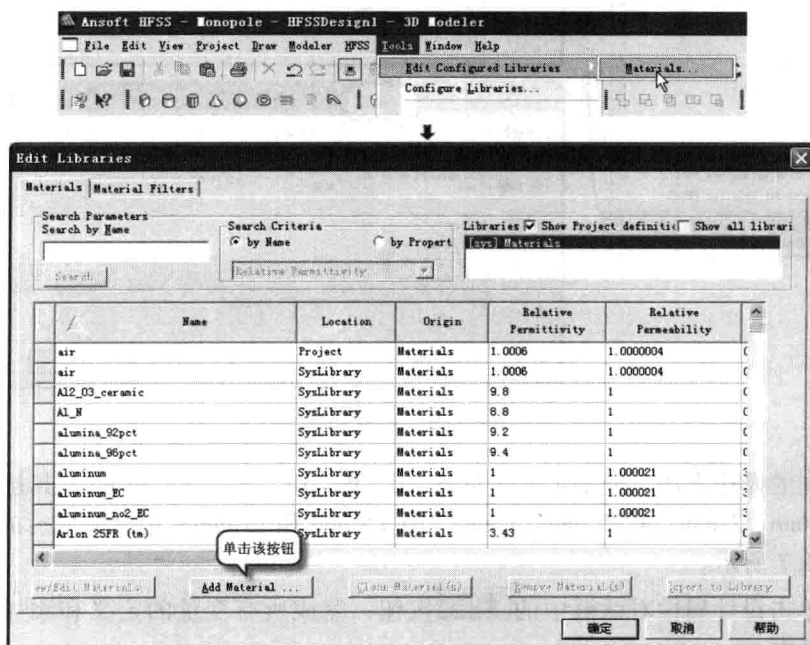 Ansoft HFSS - Monopole - HFSSDesign1 - 3D Modeler
File Edit View Project Draw Modeler HFSS Tools Window Help
Edit Configured Libraries
Materials...
Configure Libraries...
Edit Libraries
Materials
Material Filters
Search Parameters
Search by Name
Search
Search Criteria
by Name
by Propert
Relative Permittivity
Libraries
Show Project definitio
Show all librari
[sys] Materials
Name Location Origin Relative Permittivity Relative Permeability
air Project Materials 1.0006 1.0000004
air SysLibrary Materials 1.0006 1.0000004
Al2_O3_ceramic SysLibrary Materials 9.8 1
Al_N SysLibrary Materials 8.8 1
alumina_92pct SysLibrary Materials 9.2 1
alumina_96pct SysLibrary Materials 9.4 1
aluminum SysLibrary Materials 1 1.000021
aluminum_EC SysLibrary Materials 1 1.000021
aluminum_no2_EC SysLibrary Materials 1 1.000021
Arlon 25FR (tm) SysLibrary Materials 3.43 1
单击该按钮
ew/Edit Materials
Add Material ...
Clone Material(s)
Remove Material(s)
Export to Library
确定
取消
帮助